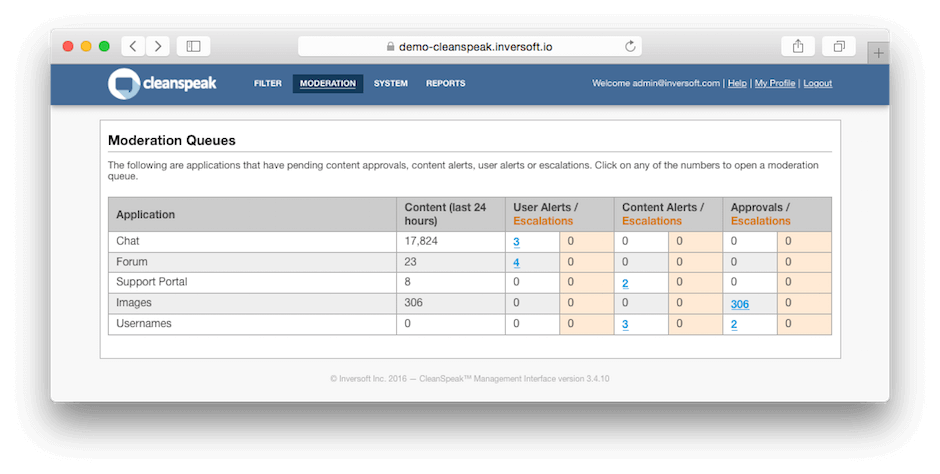 demo-cleanspeak.inversoft.io
cleanspeak FILTER MODERATION SYSTEM REPORTS Welcome admin@inversoft.com | Help | My Profile | Logout
Moderation Queues
The following are applications that have pending content approvals, content alerts, user alerts or escalations. Click on any of the numbers to open a moderation
queue.
Application Content (last 24 hours) User Alerts / Escalations Content Alerts / Escalations Approvals / Escalations
Chat 17,824 3 0 0 0 0 0
Forum 23 4 0 0 0 0 0
Support Portal 8 0 0 2 0 0 0
Images 306 0 0 0 0 306 0
Usernames 0 0 0 3 0 2 0
© Inversoft Inc. 2016 — CleanSpeak™ Management Interface version 3.4.10